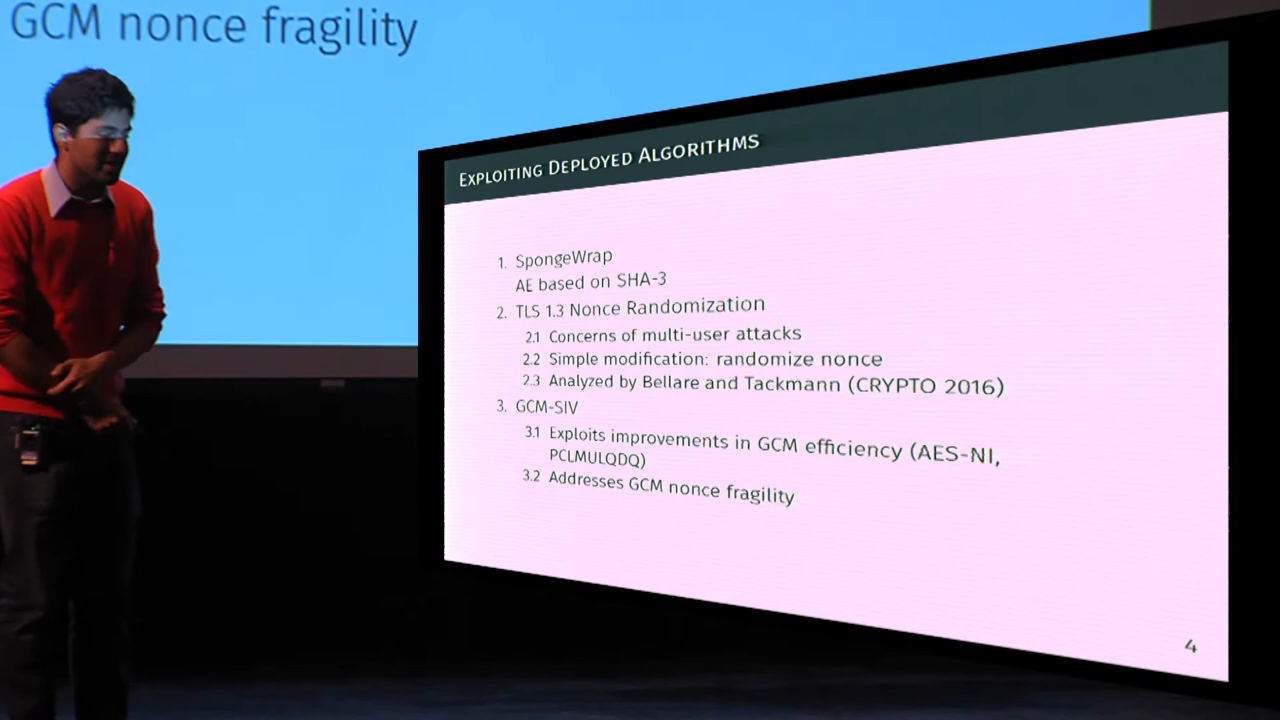 GCM nonce fragility
EXPLOITING DEPLOYED ALGORITHMS
1. SpongeWrap
AE based on SHA-3
2. TLS 1.3 Nonce Randomization
2.1 Concerns of multi-user attacks
2.2 Simple modification: randomize nonce
2.3 Analyzed by Bellare and Tackmann (CRYPTO 2016)
3. GCM-SIV
3.1 Exploits improvements in GCM efficiency (AES-NI,
PCLMULQDQ)
3.2 Addresses GCM nonce fragility
4